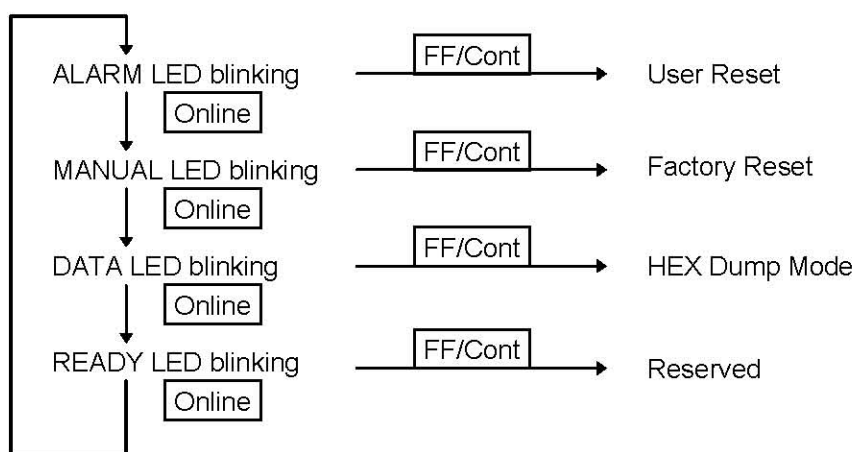 FF/Cont
ALARM LED blinking
User Reset
Online
FF/Cont
MANUAL LED blinking
Factory Reset
Online
FF/Cont
DATA LED blinking
HEX Dump Mode
Online
FF/Cont
READY LED blinking
Reserved
Online